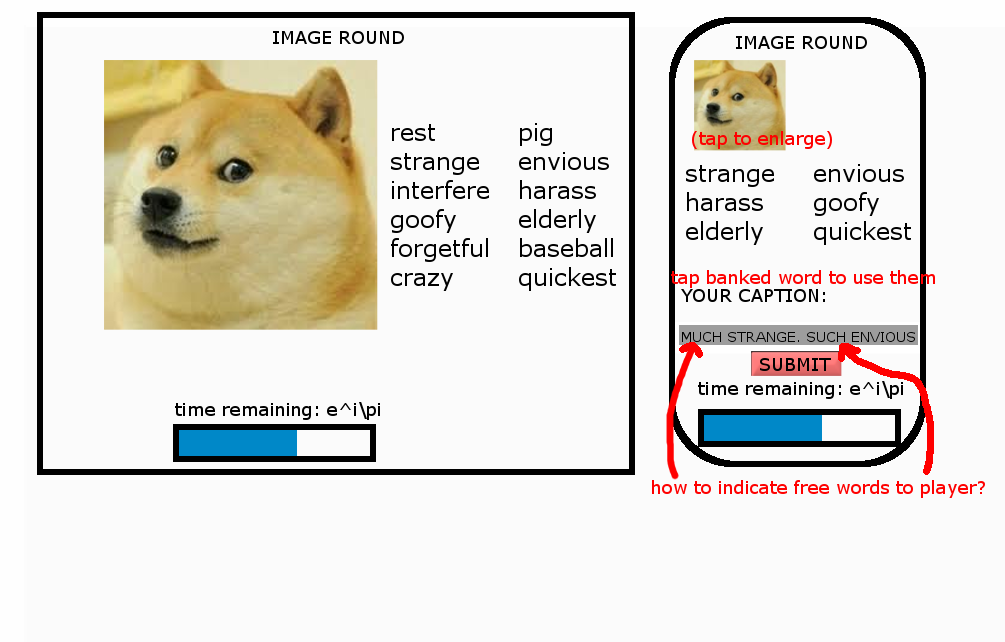 IMAGE ROUND
rest pig
strange envious
interfere harass
goofy elderly
forgetful baseball
crazy quickest
time remaining: e^i\pi
IMAGE ROUND
(tap to enlarge)
strange envious
harass goofy
elderly quickest
tap banked word to use them
YOUR CAPTION:
MUCH STRANGE. SUCH ENVIOUS
SUBMIT
time remaining: e^i\pi
how to indicate free words to player?